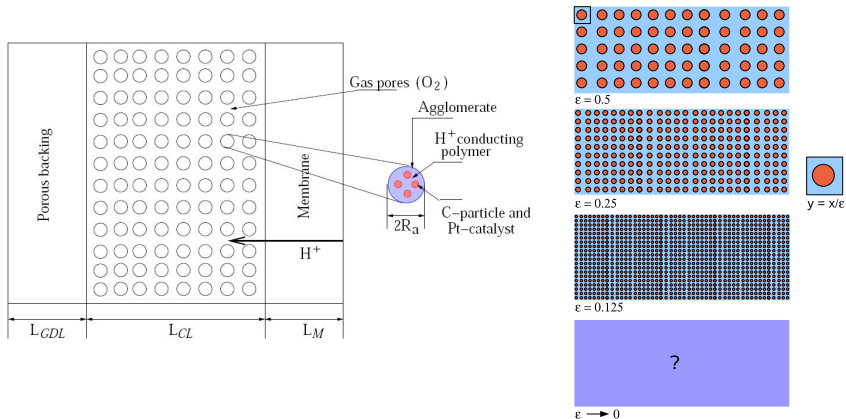 Porous backing
Membrane
Gas pores (O2)
Agglomerate
H+ conducting
polymer
C-particle and
Pt-catalyst
2Ra
H+
LGDL
LCL
LM
ε = 0.5
ε = 0.25
y = x/ε
ε = 0.125
?
ε → 0